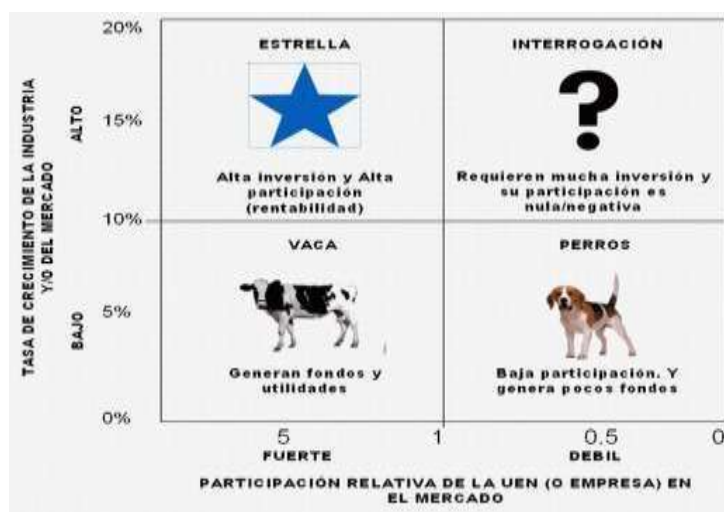 20%
ESTRELLA
INTERROGACIÓN
?
TASA DE CRECIMIENTO DE LA INDUSTRIA
Y/O DEL MERCADO
ALTO
15%
Alta inversión y Alta
participación
(rentabilidad)
Requieren mucha inversión y
su participación es
nula/negativa
10%
VACA
PERROS
BAJO
5%
Generan fondos y
utilidades
Baja participación. Y
genera pocos fondos
0%
5
1
0.5
0
FUERTE
DEBIL
PARTICIPACIÓN RELATIVA DE LA UEN (O EMPRESA) EN
EL MERCADO